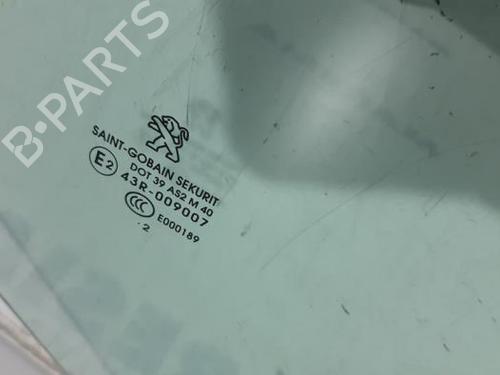 B-PARTS
SAINT-GOBAIN SEKURIT
E2 DOT 39 AS2 M 40
43R-009007
CCC E000189
.2